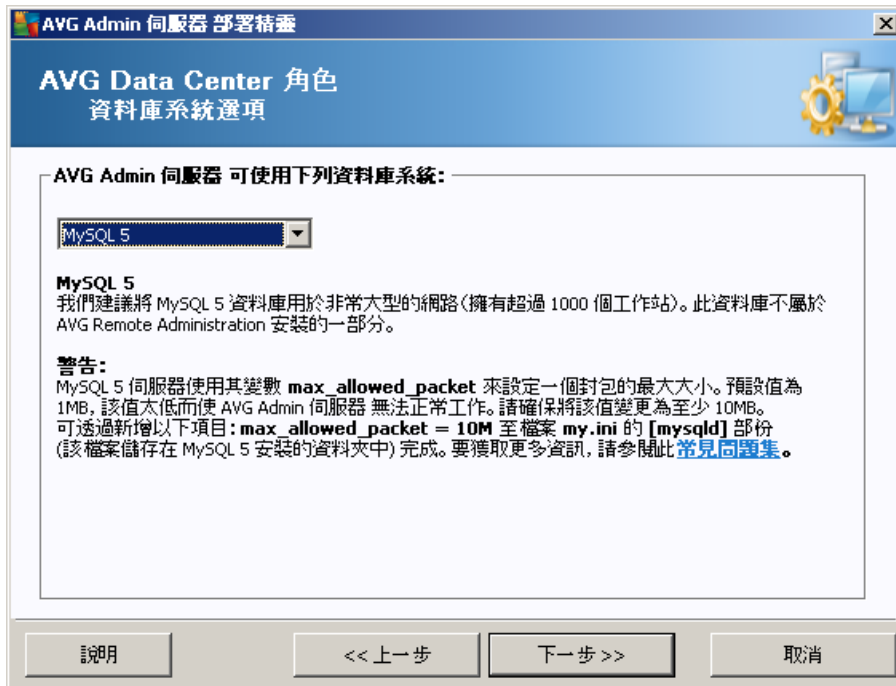 AVG Admin 伺服器 部署精靈
AVG Data Center 角色
資料庫系統選項
AVG Admin 伺服器 可使用下列資料庫系統:
MySQL 5
MySQL 5
我們建議將 MySQL 5 資料庫用於非常大型的網路(擁有超過 1000 個工作站)。此資料庫不屬於
AVG Remote Administration 安裝的一部分。
警告:
MySQL 5 伺服器使用其變數 max_allowed_packet 來設定一個封包的最大大小。預設值為
1MB, 該值太低而使 AVG Admin 伺服器 無法正常工作。請確保將該值變更為至少 10MB。
可透過新增以下項目: max_allowed_packet = 10M 至檔案 my.ini 的 [mysqld] 部份
(該檔案儲存在 MySQL 5 安裝的資料夾中) 完成。要獲取更多資訊, 請參閱此常見問題集。
說明
<< 上一步
下一步 >>
取消